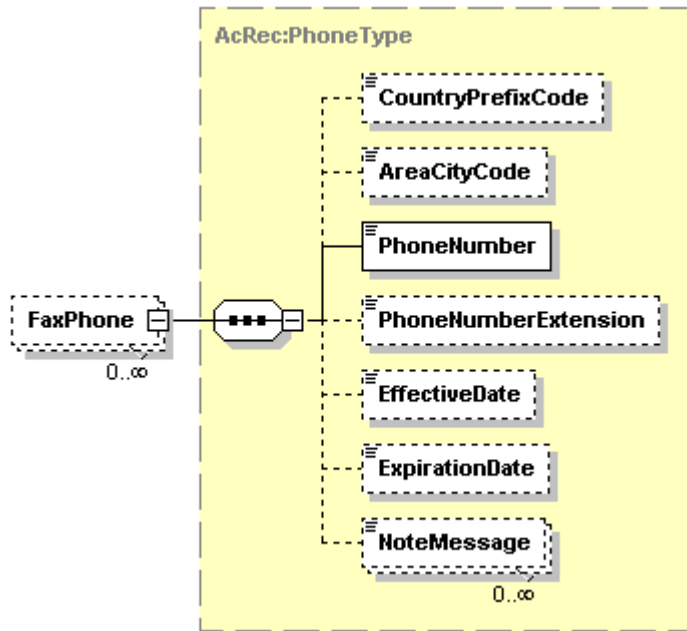 AcRec:PhoneType
CountryPrefixCode
AreaCityCode
PhoneNumber
FaxPhone
0..∞
PhoneNumberExtension
EffectiveDate
ExpirationDate
NoteMessage
0..∞